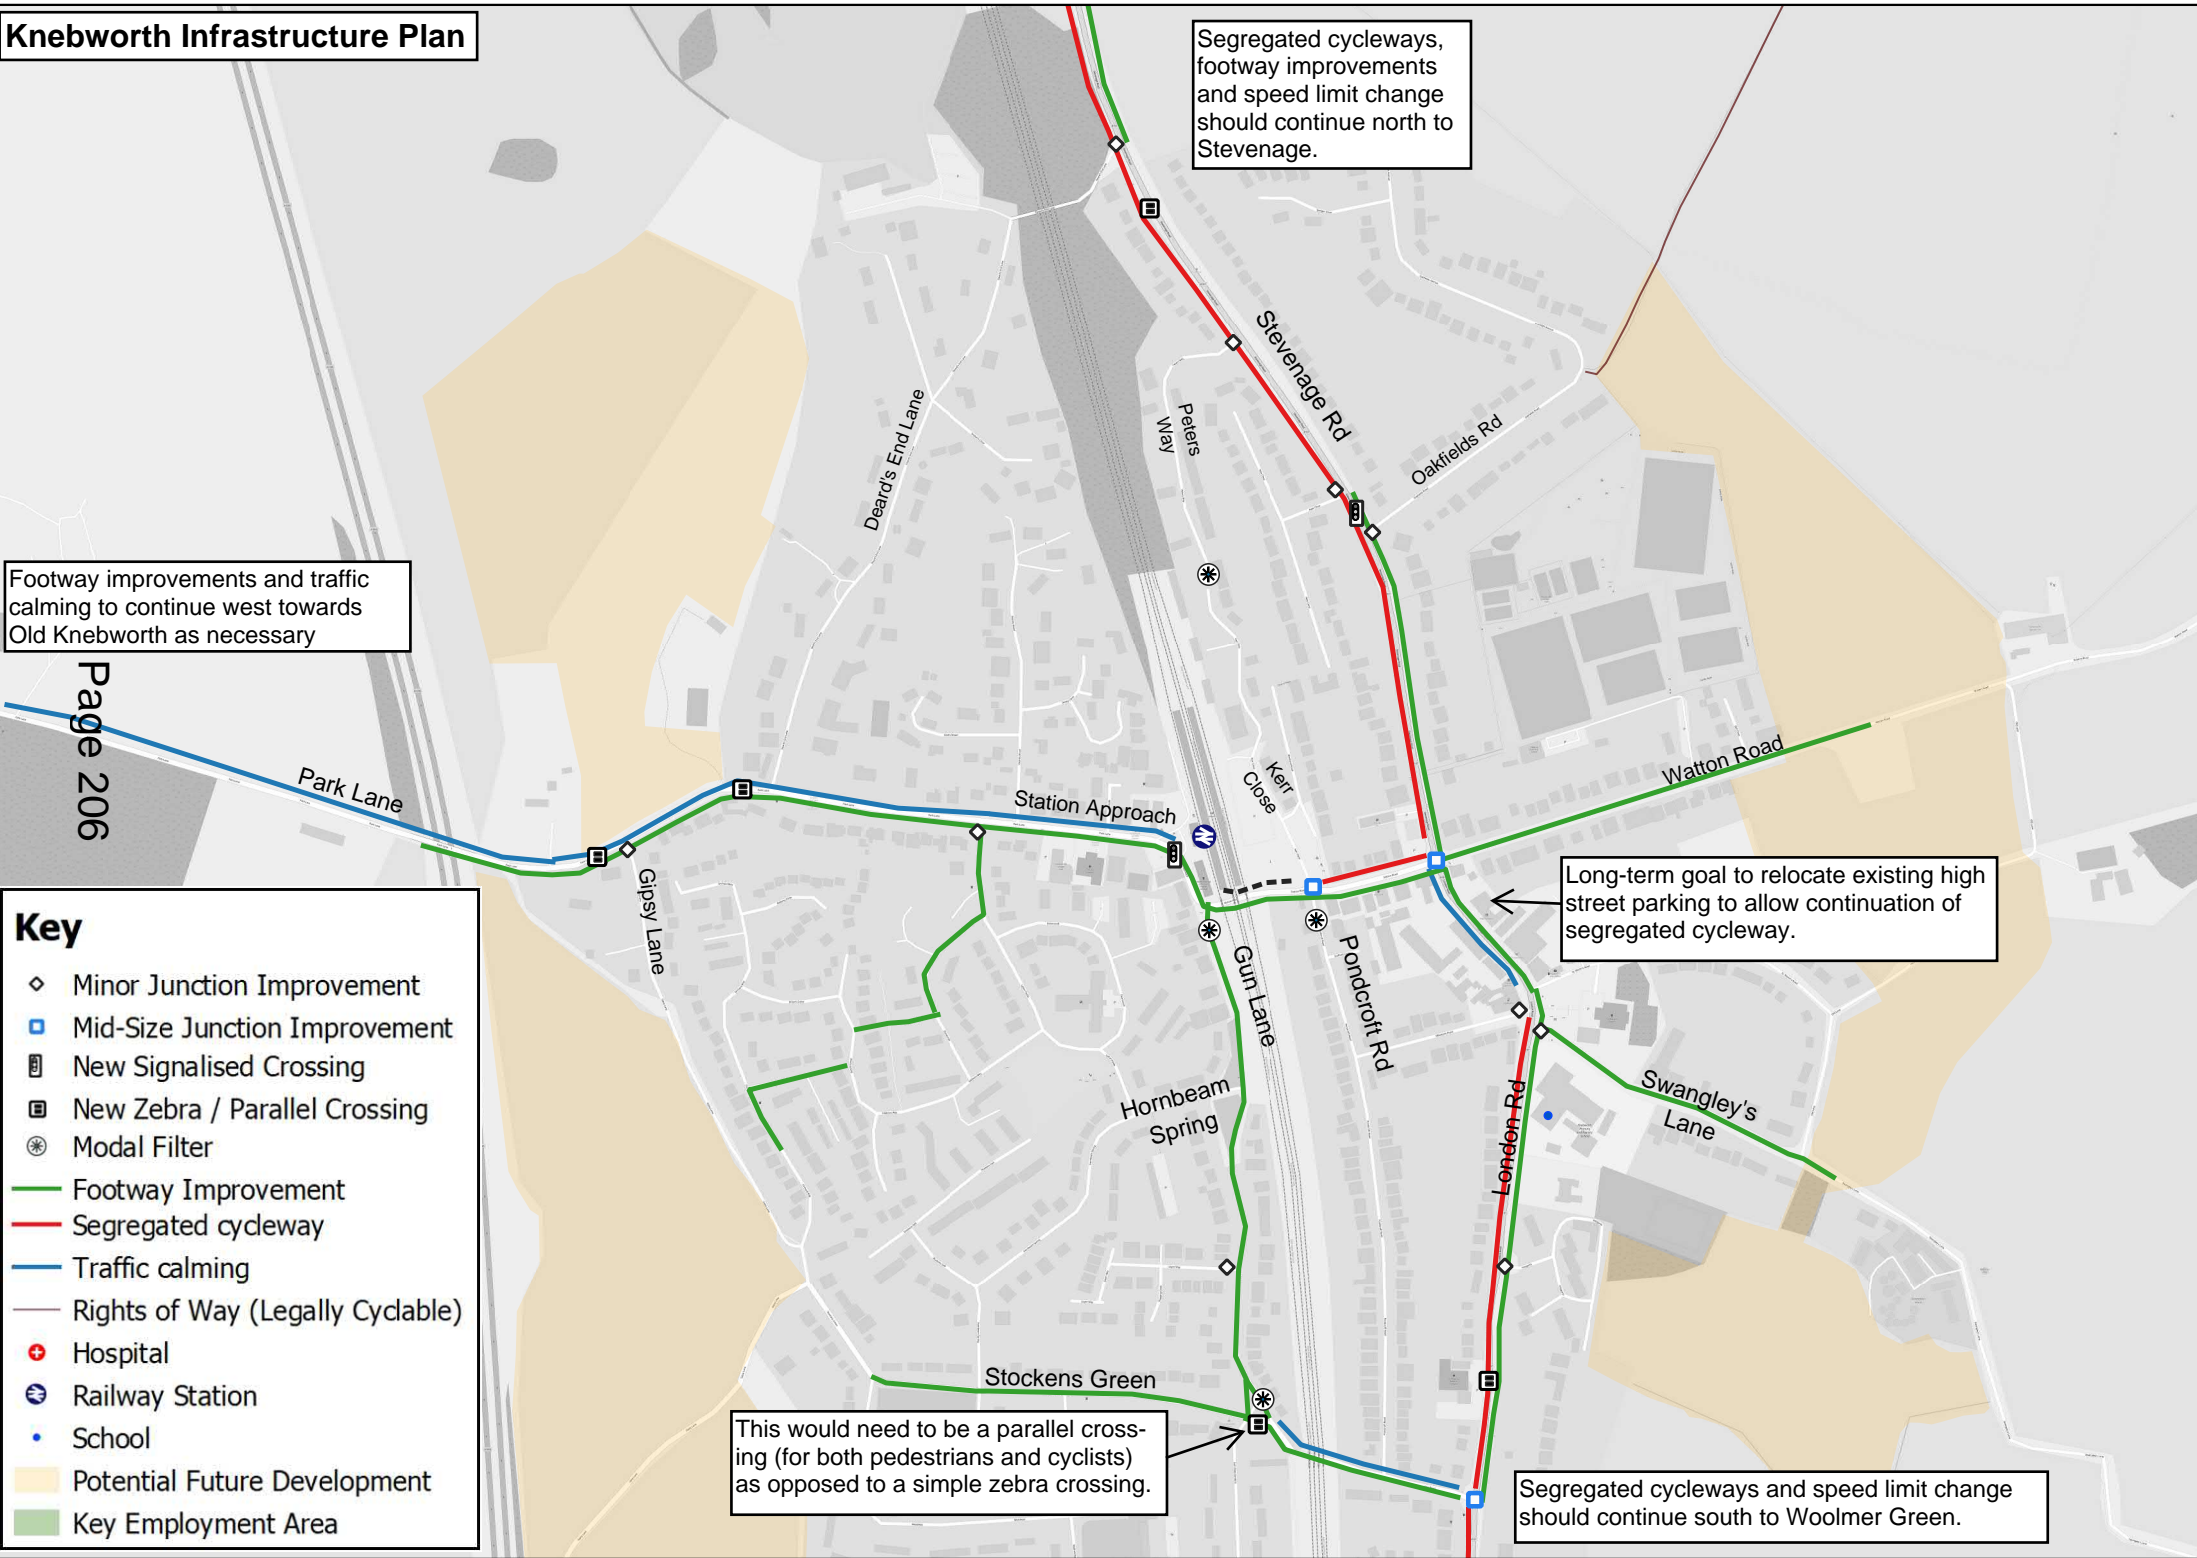 Knebworth Infrastructure Plan
Segregated cycleways,
footway improvements
and speed limit change
should continue north to
Stevenage.
Stevenage Rd
Peters
Way
Oakfields Rd
Deard's End Lane
Footway improvements and traffic
calming to continue west towards
Old Knebworth as necessary
Page 206
Park Lane
Station Approach
Kerr
Close
Watton Road
Gipsy Lane
Gun Lane
Pondcroft Rd
Long-term goal to relocate existing high
street parking to allow continuation of
segregated cycleway.
Hornbeam
Spring
London Rd
Swangley's
Lane
Stockens Green
This would need to be a parallel cross-
ing (for both pedestrians and cyclists)
as opposed to a simple zebra crossing.
Segregated cycleways and speed limit change
should continue south to Woolmer Green.
Key
Minor Junction Improvement
Mid-Size Junction Improvement
New Signalised Crossing
New Zebra / Parallel Crossing
Modal Filter
Footway Improvement
Segregated cycleway
Traffic calming
Rights of Way (Legally Cyclable)
Hospital
Railway Station
School
Potential Future Development
Key Employment Area